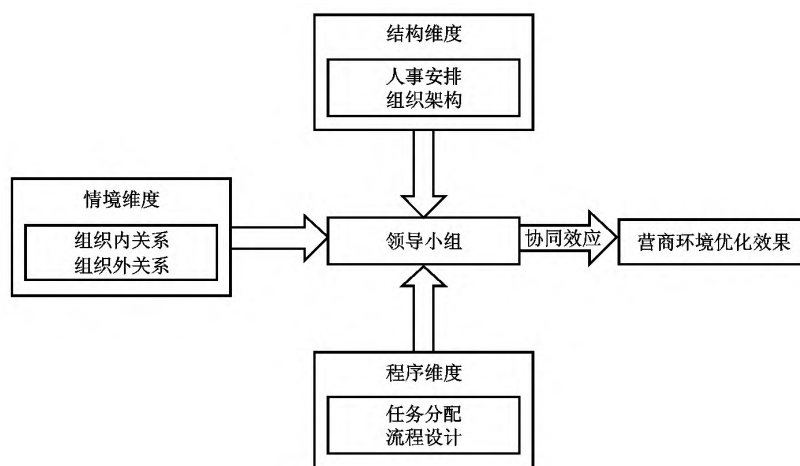 结构维度
人事安排
组织架构
情境维度
组织内关系
组织外关系
领导小组
协同效应
营商环境优化效果
程序维度
任务分配
流程设计